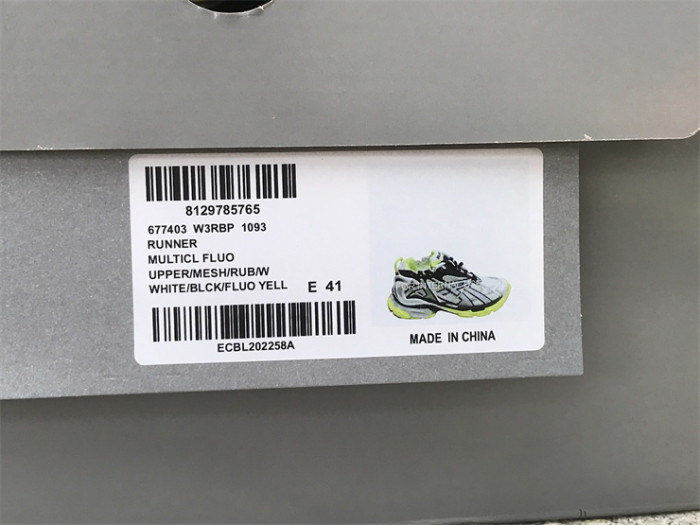 8129785765
677403 W3RBP 1093
RUNNER
MULTICL FLUO
UPPER/MESH/RUB/W
WHITE/BLCK/FLUO YELL E 41
ECBL202258A
MADE IN CHINA